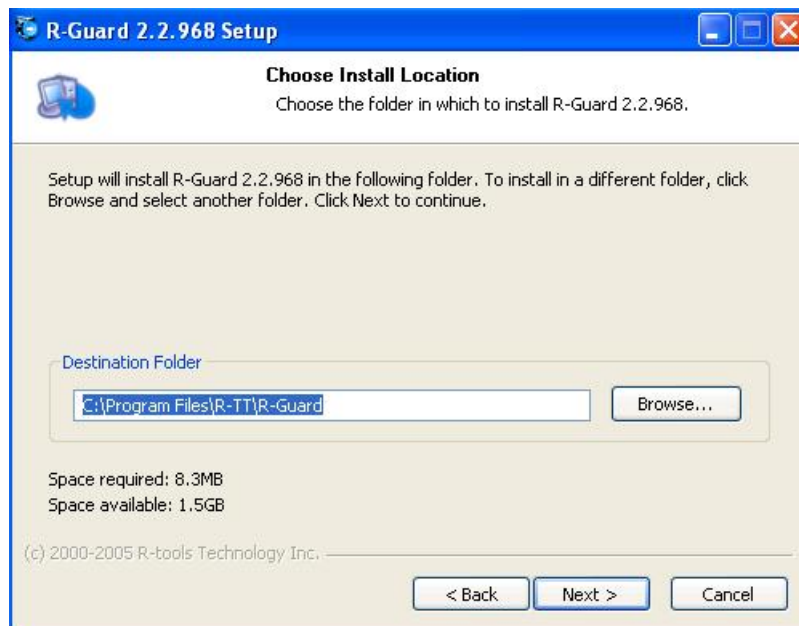 R-Guard 2.2.968 Setup
Choose Install Location
Choose the folder in which to install R-Guard 2.2.968.
Setup will install R-Guard 2.2.968 in the following folder. To install in a different folder, click
Browse and select another folder. Click Next to continue.
Destination Folder
C:\Program Files\R-TT\R-Guard
Browse...
Space required: 8.3MB
Space available: 1.5GB
(c) 2000-2005 R-tools Technology Inc.
< Back Next > Cancel